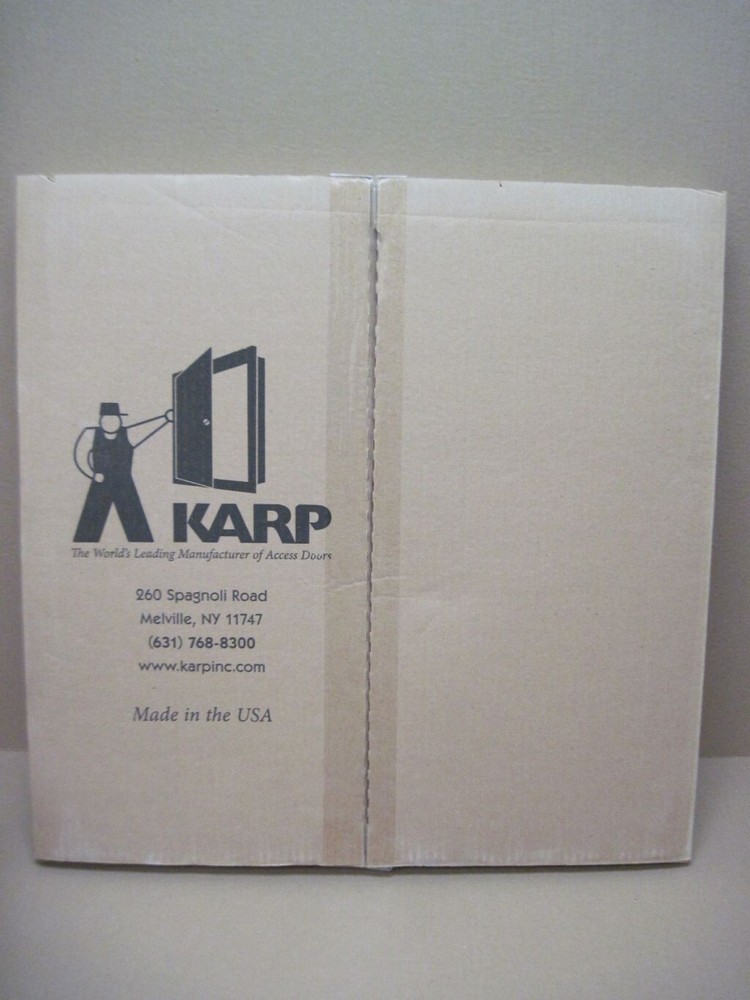 KARP
The World's Leading Manufacturer of Access Doors
260 Spagnoli Road
Melville, NY 11747
(631) 768-8300
www.karpinc.com
Made in the USA